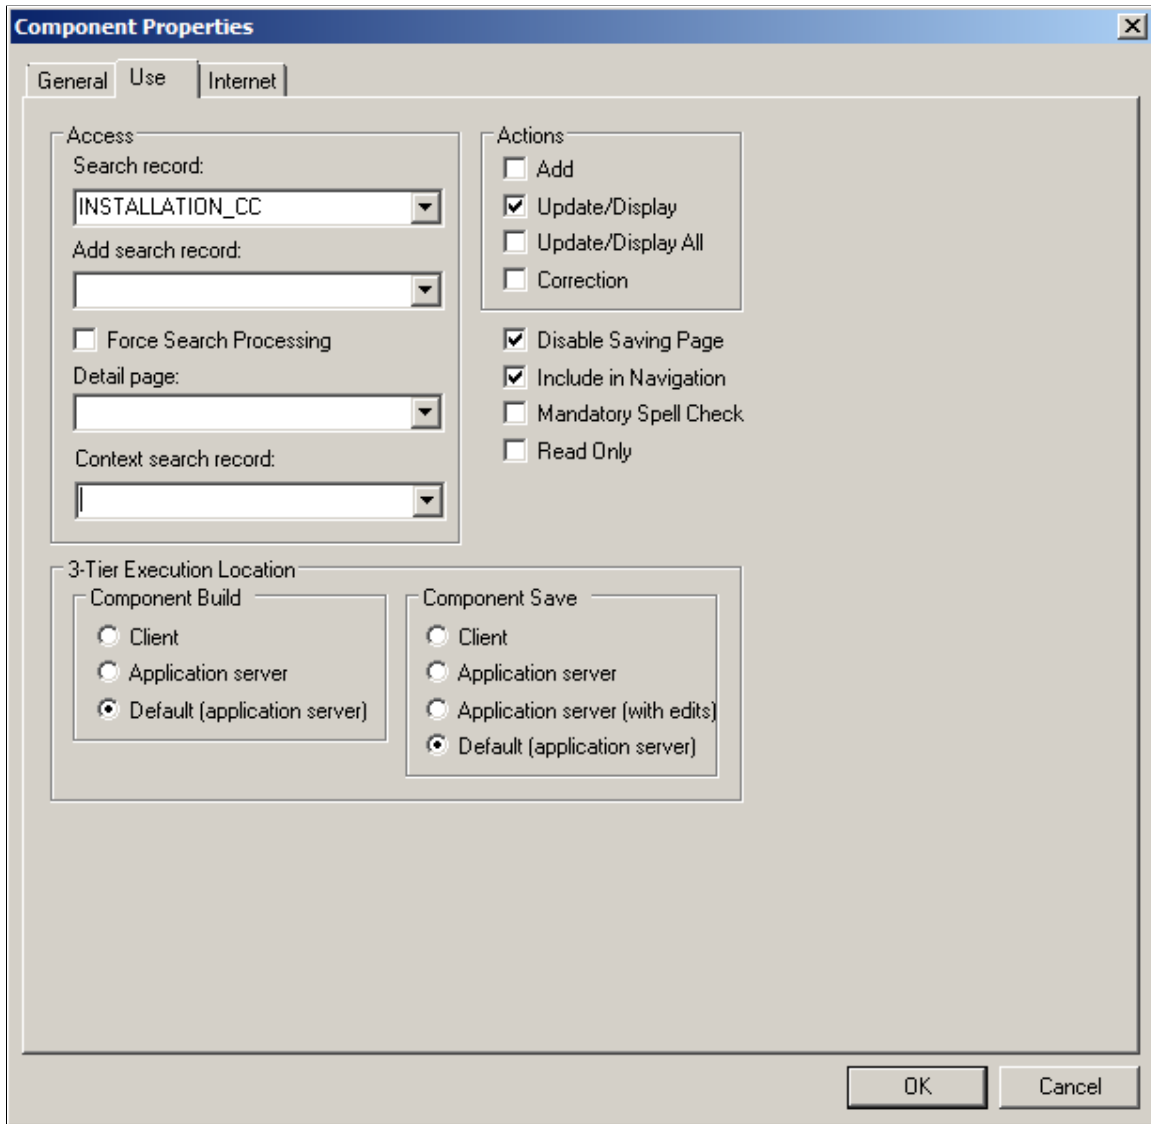 Component Properties
General
Use
Internet
Access
Search record:
INSTALLATION_CC
Add search record:
Force Search Processing
Detail page:
Context search record:
Actions
Add
Update/Display
Update/Display All
Correction
Disable Saving Page
Include in Navigation
Mandatory Spell Check
Read Only
3-Tier Execution Location
Component Build
Client
Application server
Default (application server)
Component Save
Client
Application server
Application server (with edits)
Default (application server)
OK
Cancel